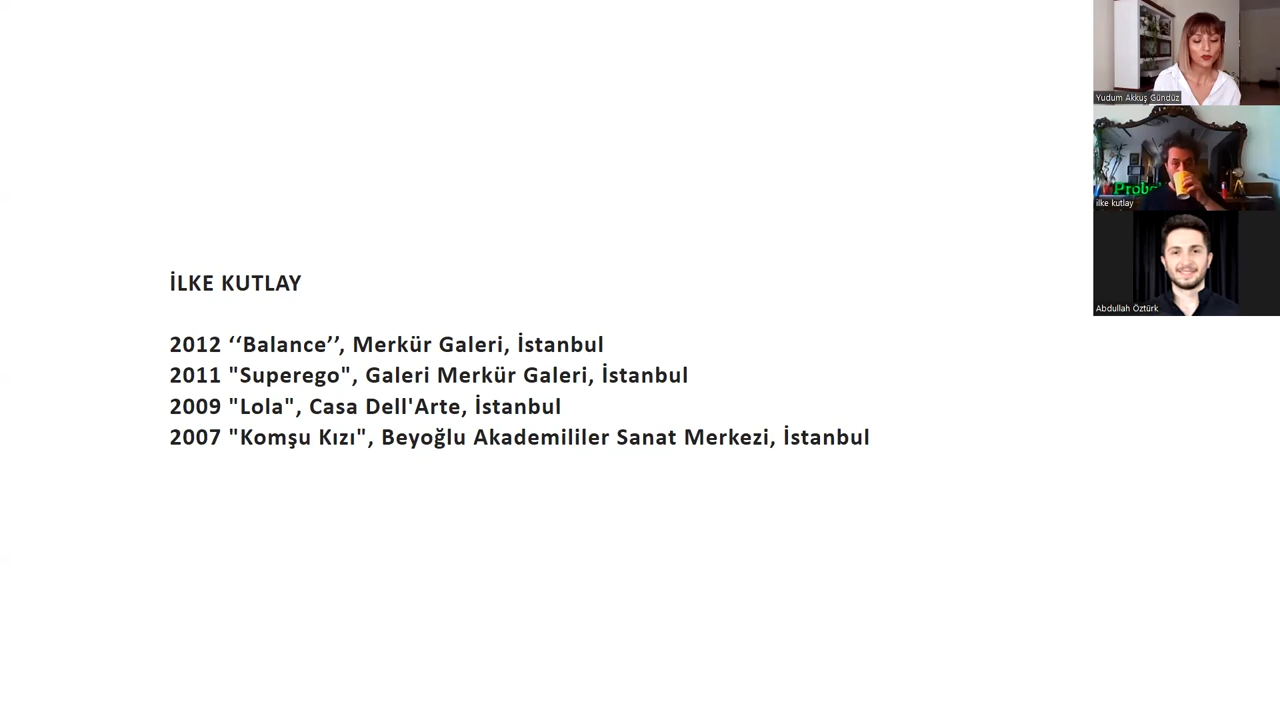 İLKE KUTLAY
2012 ‘‘Balance’’, Merkür Galeri, İstanbul
2011 "Superego", Galeri Merkür Galeri, İstanbul
2009 "Lola", Casa Dell'Arte, İstanbul
2007 "Komşu Kızı", Beyoğlu Akademililer Sanat Merkezi, İstanbul
Yudum Akkuş Gündüz
ilke kutlay
Abdullah Öztürk